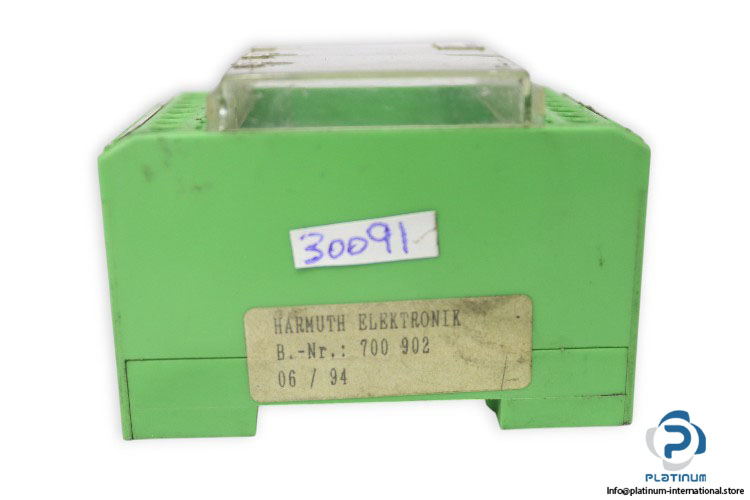 30091
HARMUTH ELEKTRONIK
B.-Nr.: 700 902
06 / 94
PLATINUM
Info@platinum-international.store